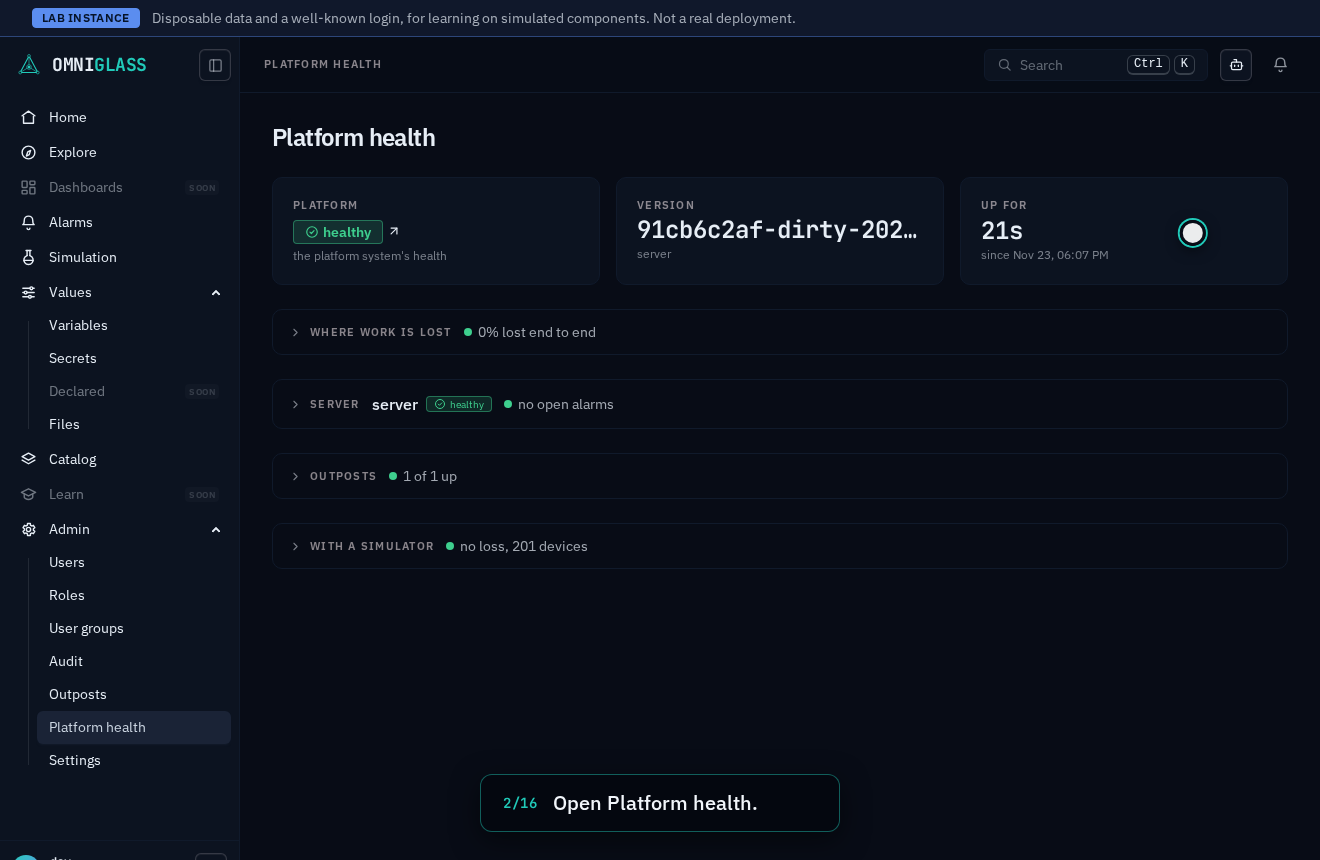 LAB INSTANCE Disposable data and a well-known login, for learning on simulated components. Not a real deployment.
OMNIGLASS
PLATFORM HEALTH
Search Ctrl K
Home
Explore
Dashboards SOON
Alarms
Simulation
Values
Variables
Secrets
Declared SOON
Files
Catalog
Learn SOON
Admin
Users
Roles
User groups
Audit
Outposts
Platform health
Settings
Platform health
PLATFORM
healthy
the platform system's health
VERSION
91cb6c2af-dirty-202…
server
UP FOR
21s
since Nov 23, 06:07 PM
WHERE WORK IS LOST 0% lost end to end
SERVER server healthy no open alarms
OUTPOSTS 1 of 1 up
WITH A SIMULATOR no loss, 201 devices
2/16 Open Platform health.